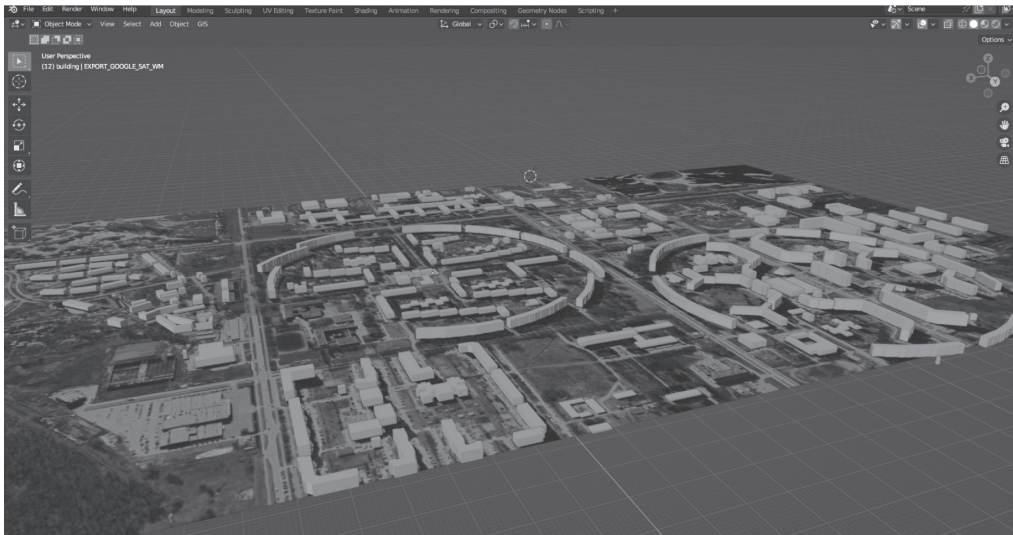 File Edit Render Window Help Layout Modeling Sculpting UV Editing Texture Paint Shading Animation Rendering Compositing Geometry Nodes Scripting + Scene
Object Mode View Select Add Object GIS Global
Options
User Perspective
(12) building | EXPORT_GOOGLE_SAT_WM
Z
X
Y